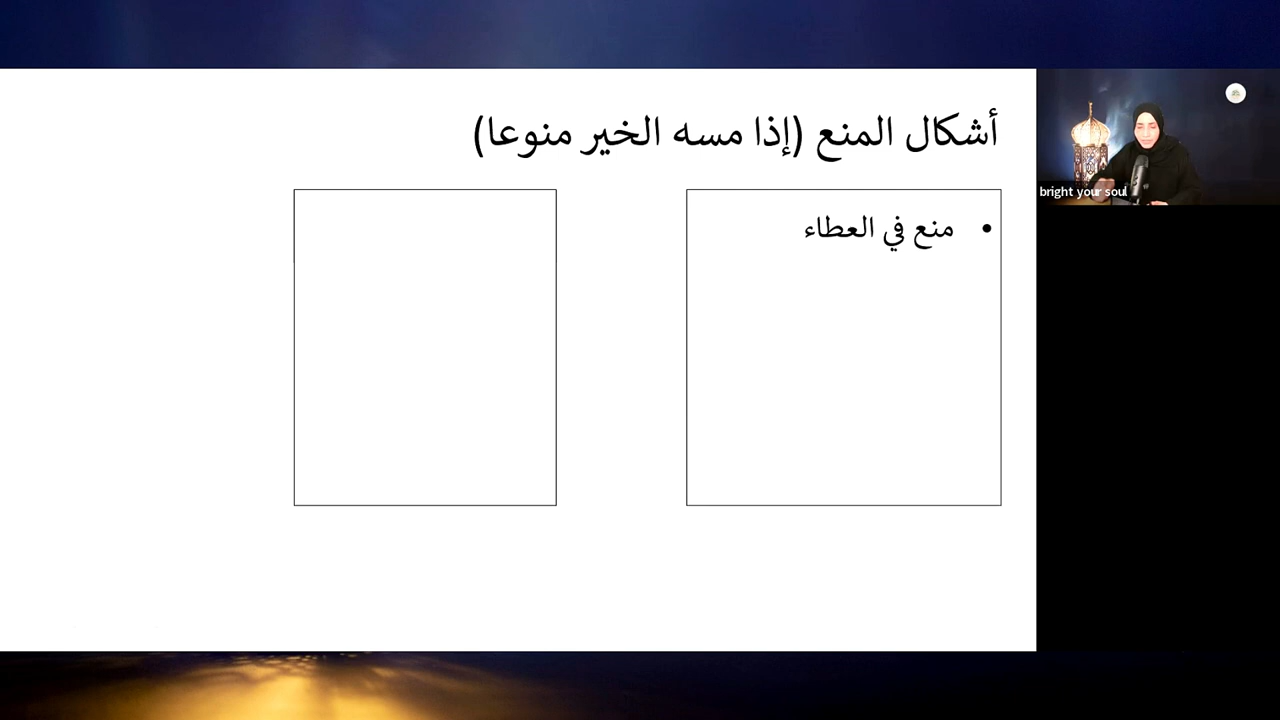 أشكال المنع (إذا مسه الخير منوعا)
• منع في العطاء
bright your soul